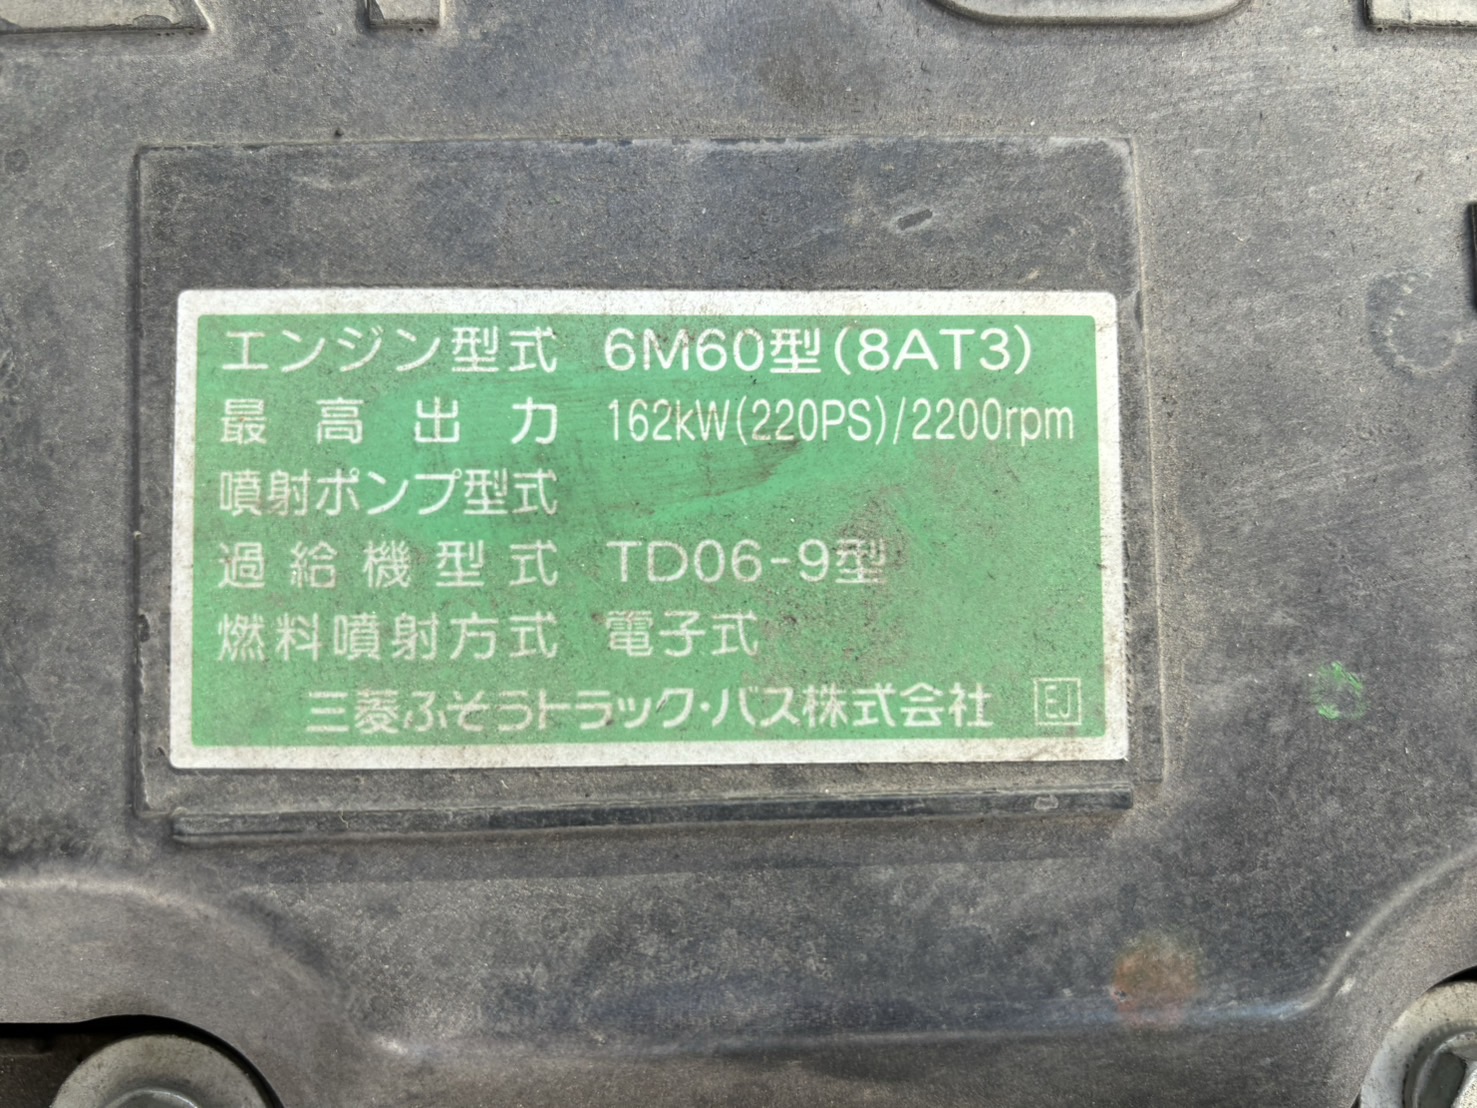 エンジン型式 6M60型(8AT3)
最高出力 162kW(220PS)/2200rpm
噴射ポンプ型式
過給機型式 TD06-9型
燃料噴射方式 電子式
三菱ふそうトラック・バス株式会社 EJ